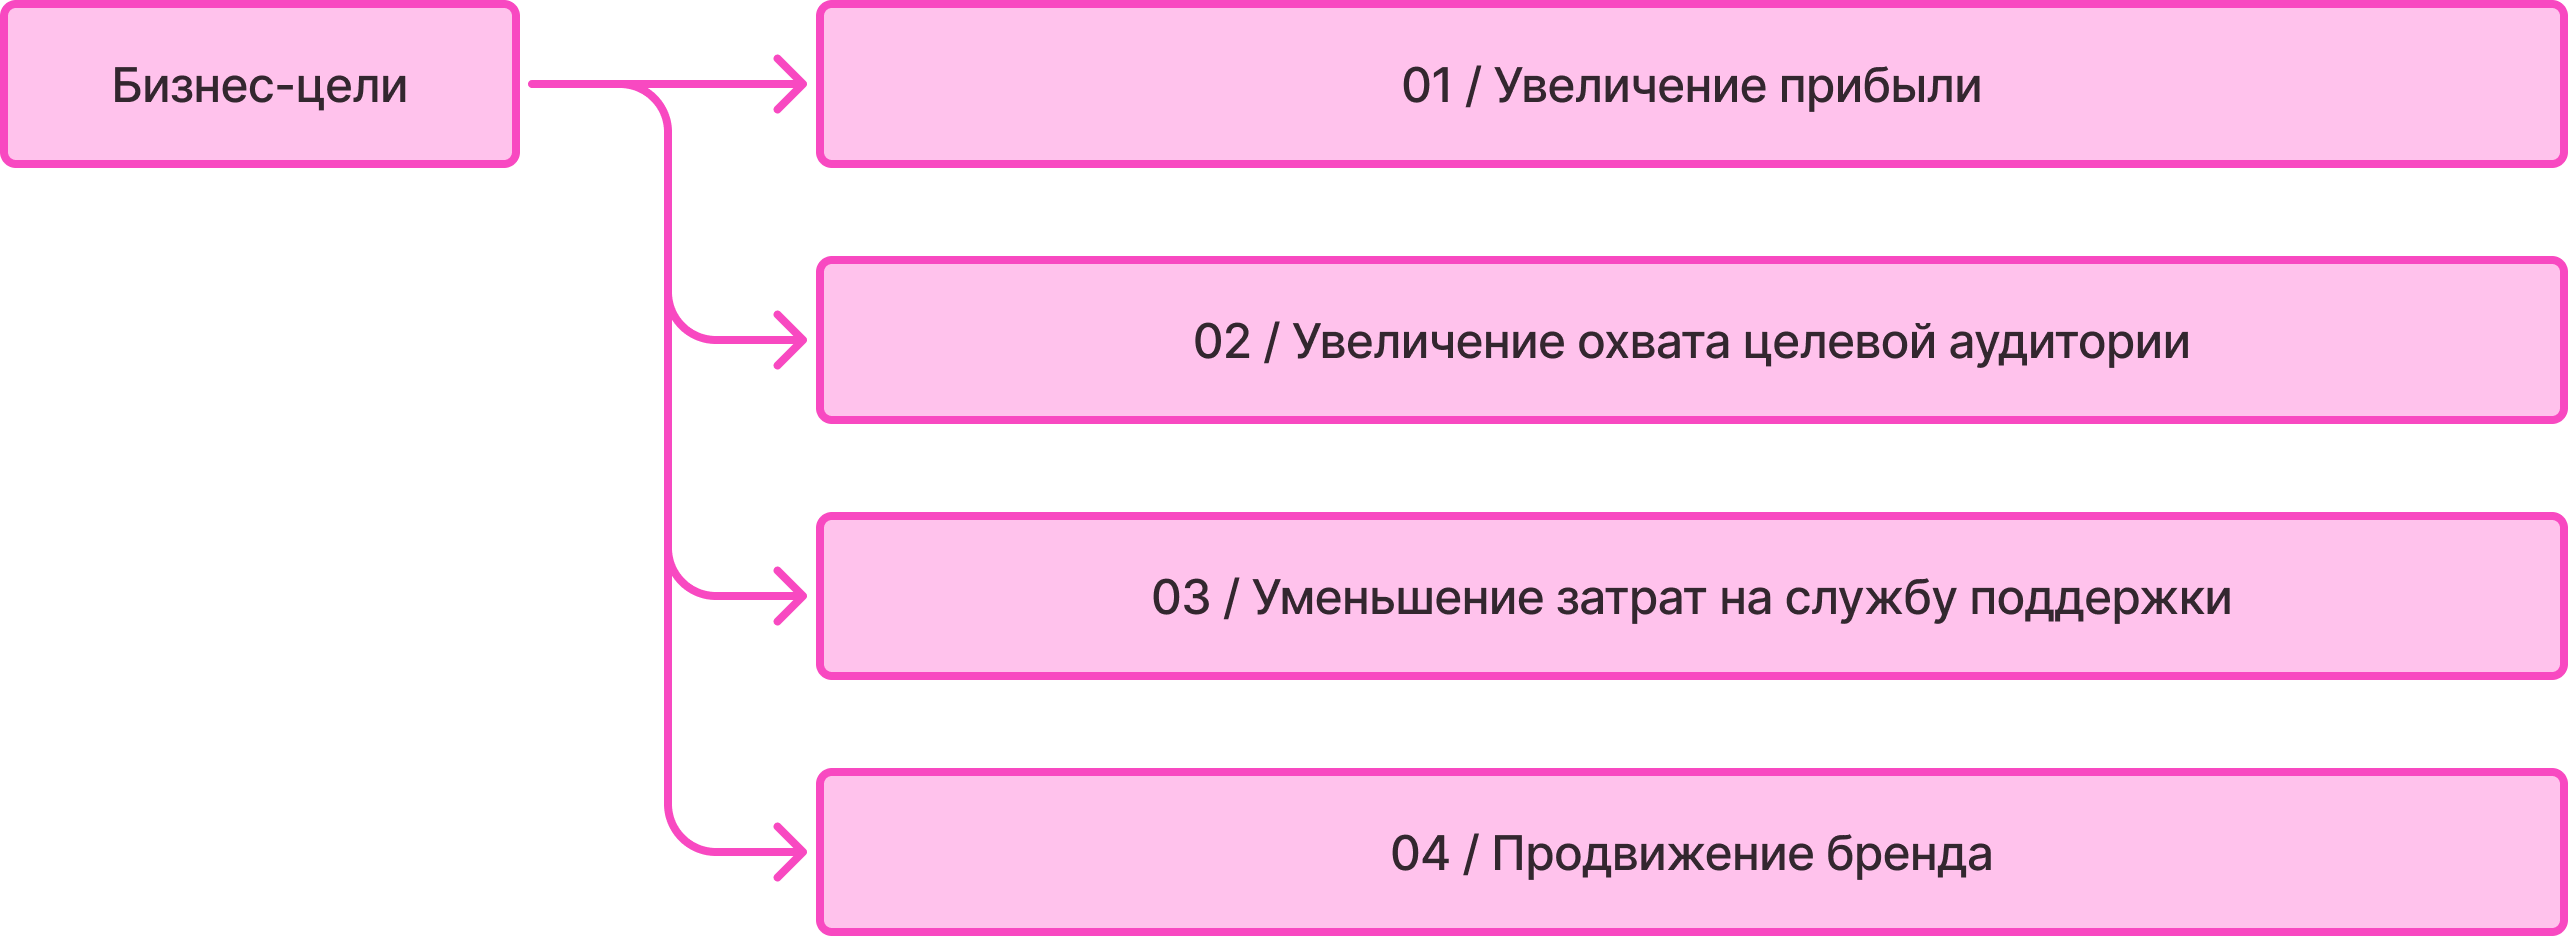 Бизнес-цели
01 / Увеличение прибыли
02 / Увеличение охвата целевой аудитории
03 / Уменьшение затрат на службу поддержки
04 / Продвижение бренда